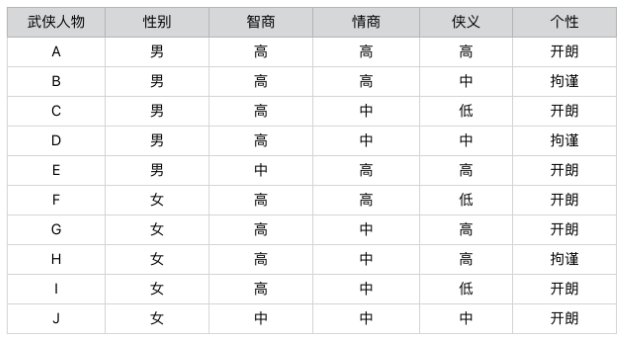 武侠人物 性别 智商 情商 侠义 个性
A 男 高 高 高 开朗
B 男 高 高 中 拘谨
C 男 高 中 低 开朗
D 男 高 中 中 拘谨
E 男 中 高 高 开朗
F 女 高 高 低 开朗
G 女 高 中 高 开朗
H 女 高 中 高 拘谨
I 女 高 中 低 开朗
J 女 中 中 中 开朗